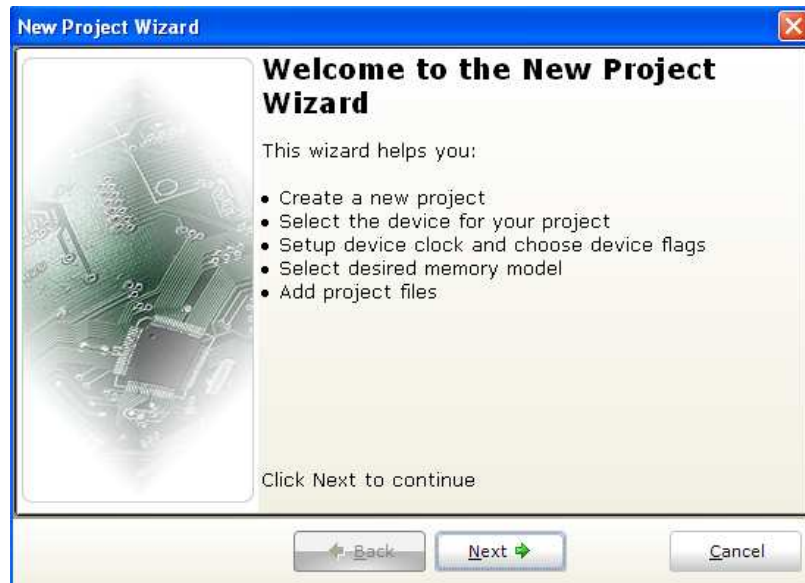 New Project Wizard
Welcome to the New Project
Wizard
This wizard helps you:
• Create a new project
• Select the device for your project
• Setup device clock and choose device flags
• Select desired memory model
• Add project files
Click Next to continue
Back
Next
Cancel